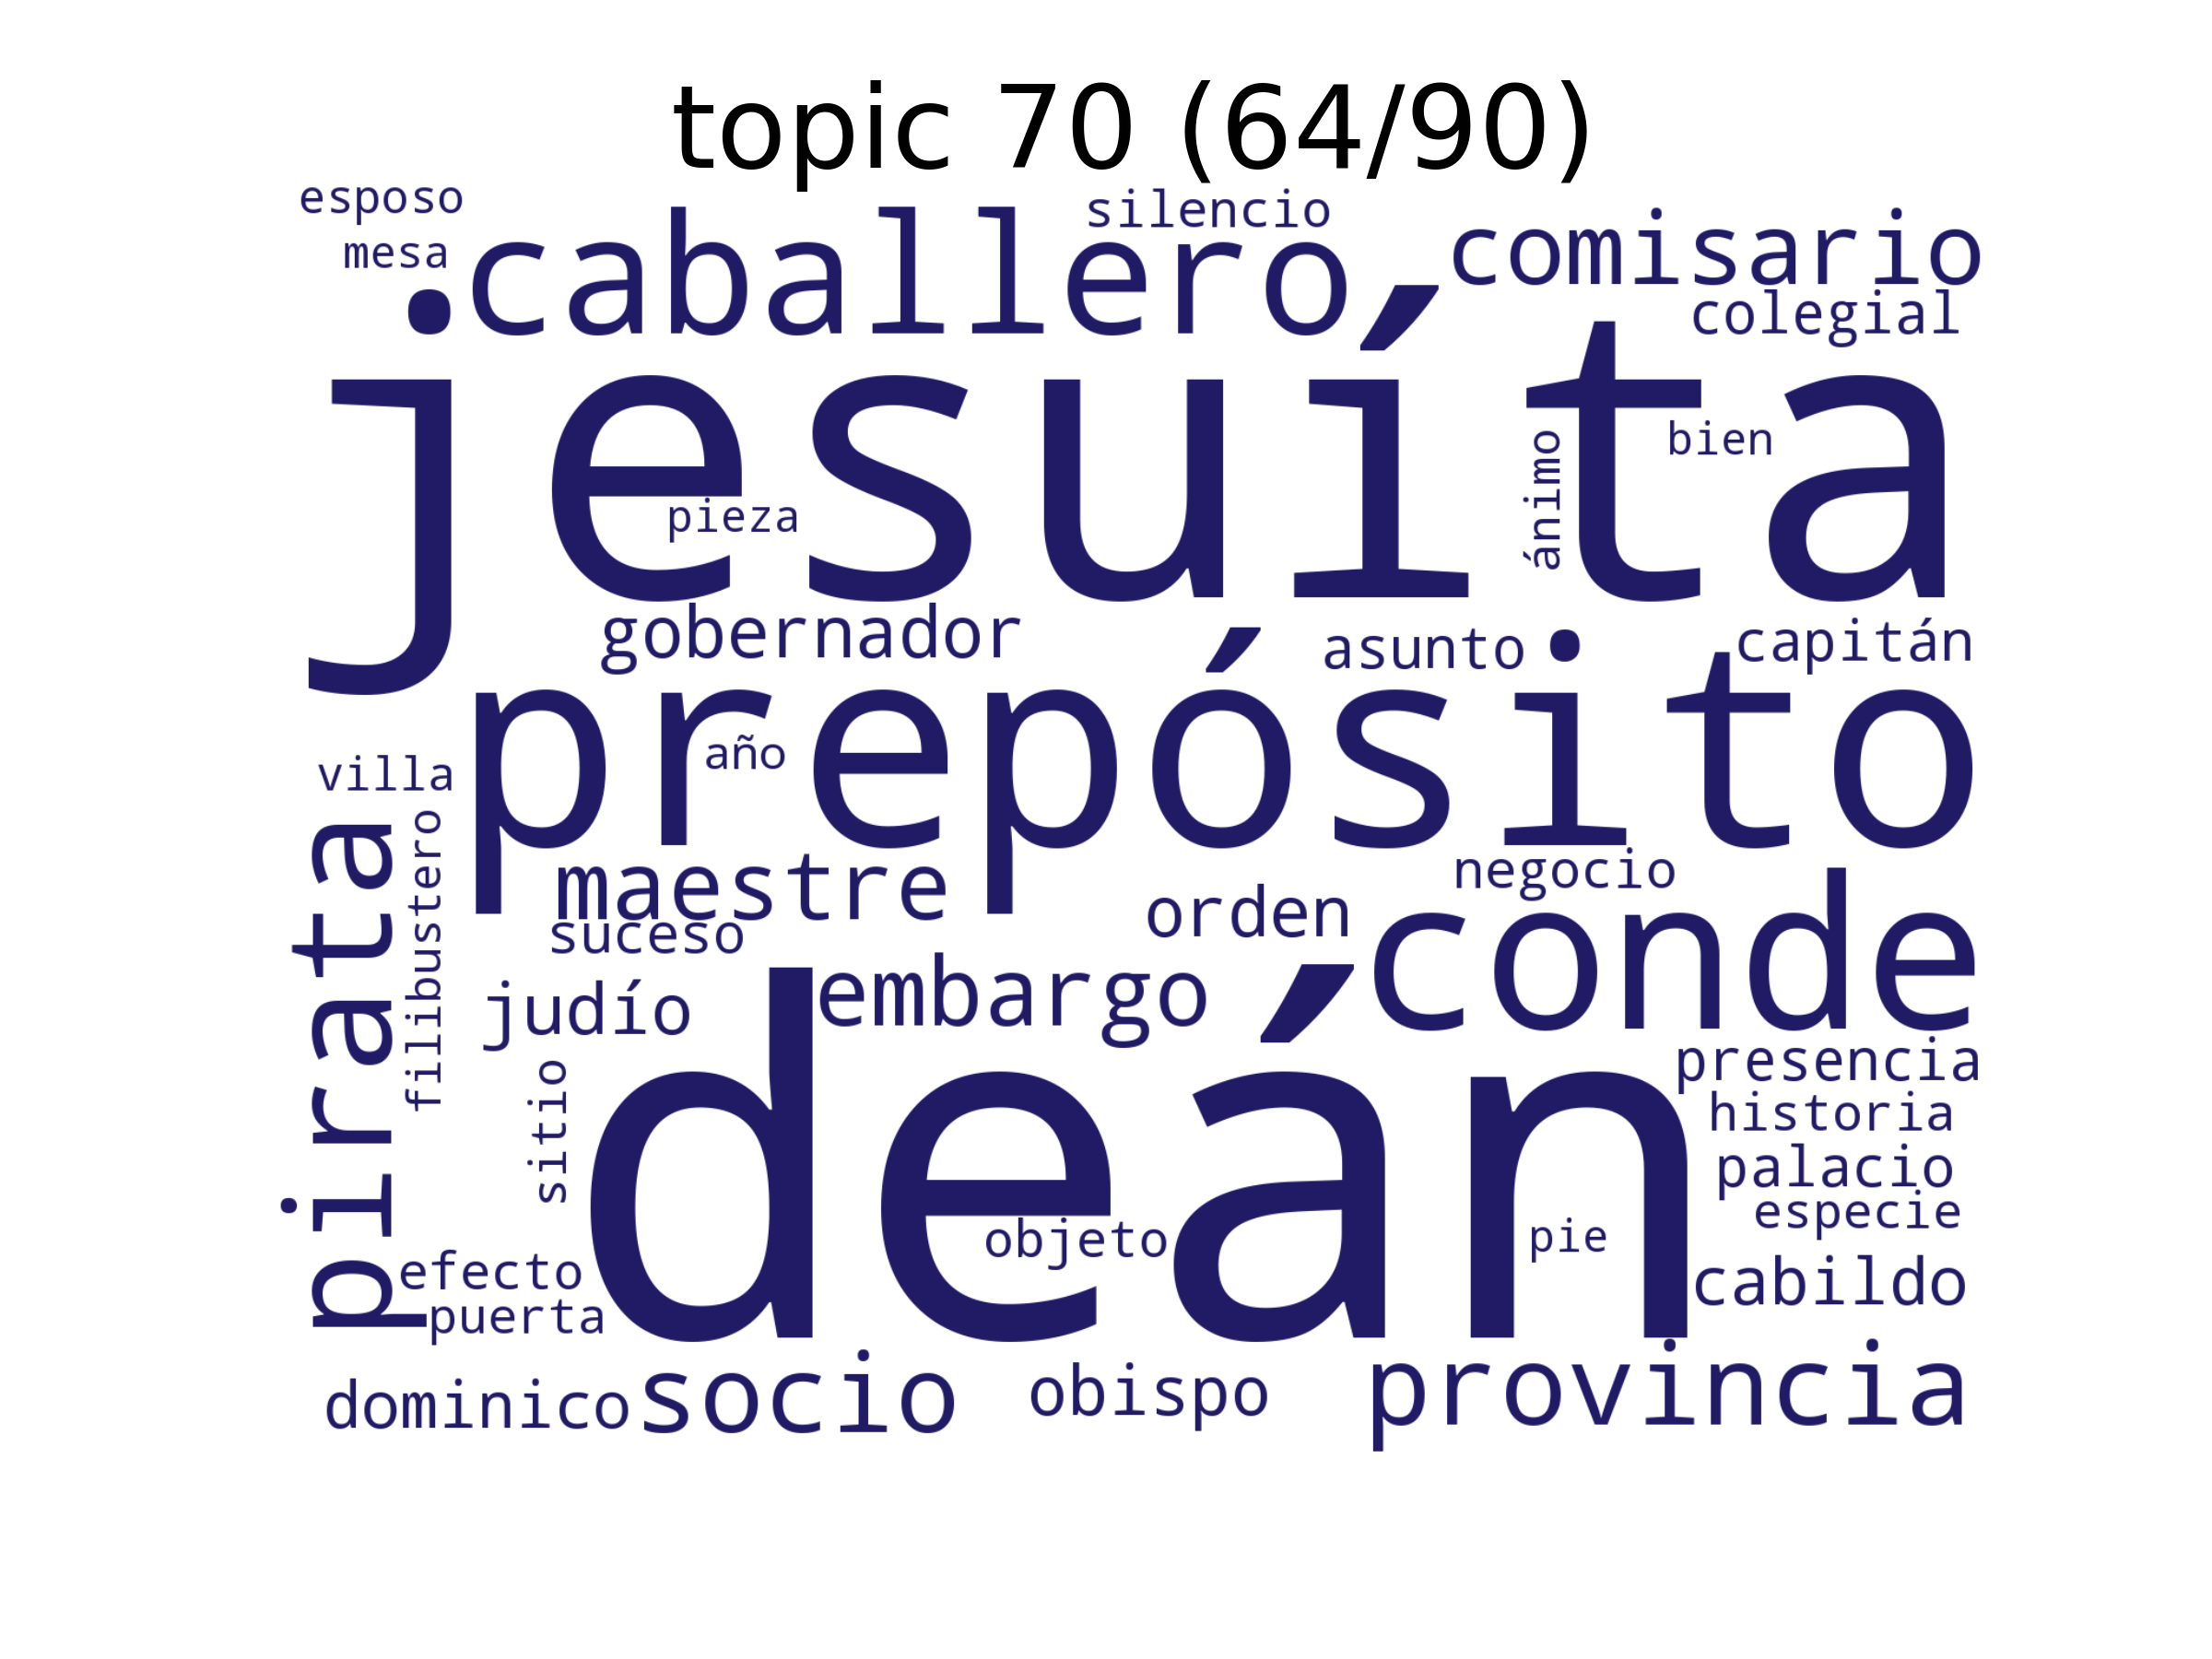 topic 70 (64/90)
esposo
silencio
mesa
caballero
comisario
colegial
jesuíta
bien
ánimo
pieza
gobernador
asunto
capitán
prepósito
año
villa
pirata
filibustero
maestre
negocio
suceso
orden
conde
judío
embargo
presencia
sitio
deán
historia
palacio
especie
objeto
pie
efecto
cabildo
puerta
dominico
socio
obispo
provincia